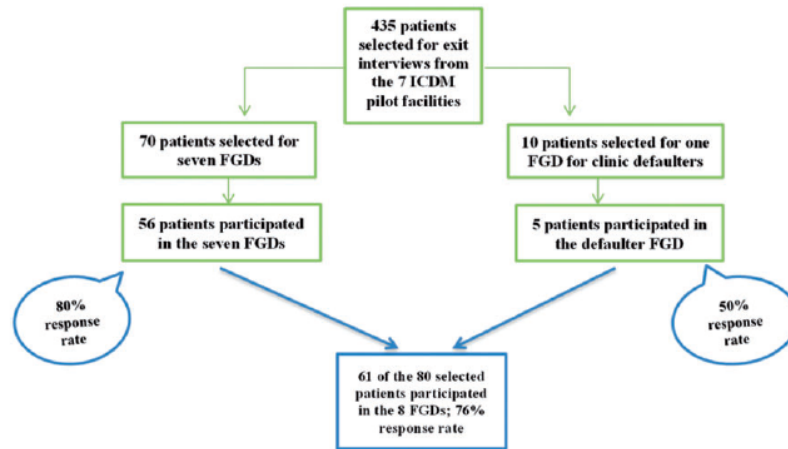 435 patients
selected for exit
interviews from
the 7 ICDM
pilot facilities
70 patients selected for
seven FGDs
10 patients selected for one
FGD for clinic defaulters
56 patients participated
in the seven FGDs
5 patients participated in
the defaulter FGD
80%
response
rate
50%
response
rate
61 of the 80 selected
patients participated
in the 8 FGDs; 76%
response rate